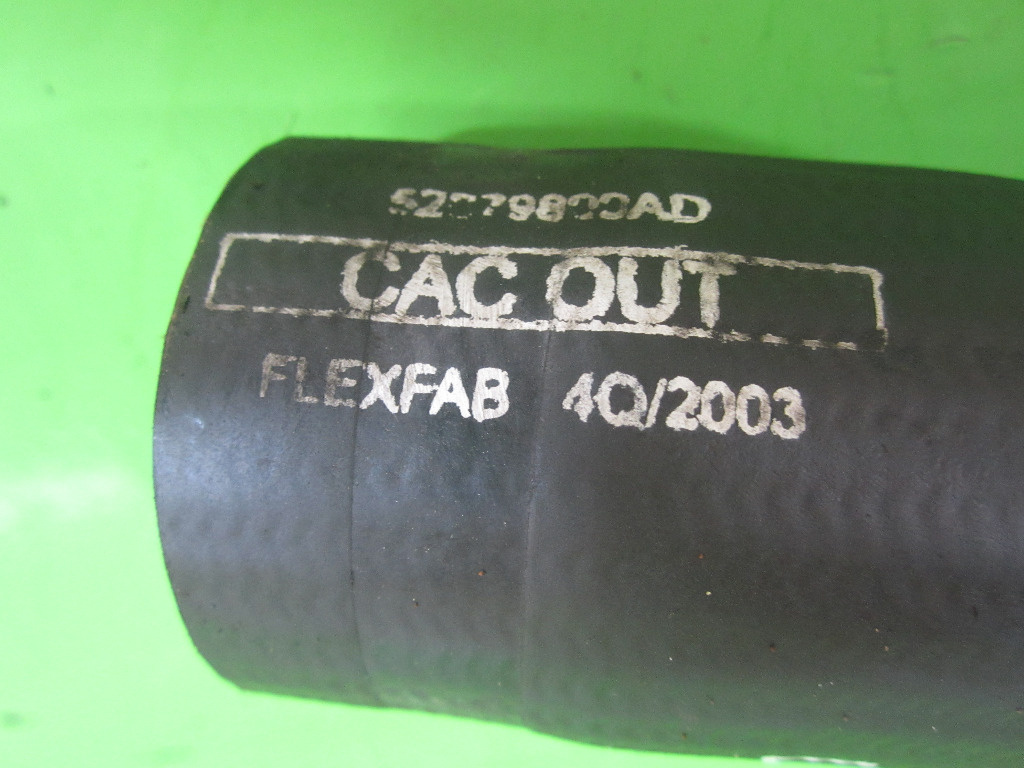 CAC OUT
FLEXFAB 4Q/2003